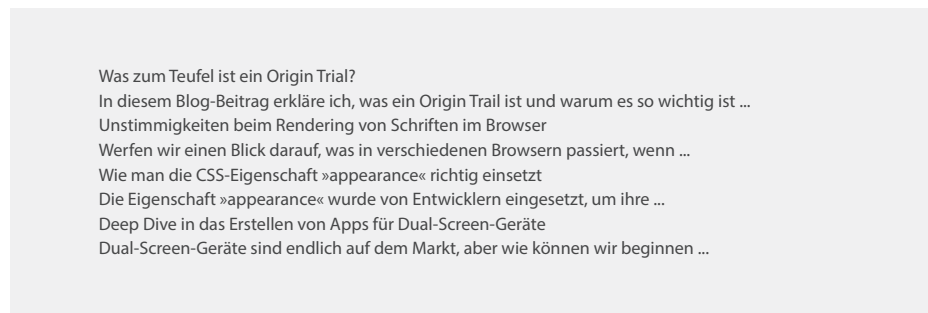 Was zum Teufel ist ein Origin Trial?
In diesem Blog-Beitrag erkläre ich, was ein Origin Trail ist und warum es so wichtig ist ...
Unstimmigkeiten beim Rendering von Schriften im Browser
Werfen wir einen Blick darauf, was in verschiedenen Browsern passiert, wenn ...
Wie man die CSS-Eigenschaft »appearance« richtig einsetzt
Die Eigenschaft »appearance« wurde von Entwicklern eingesetzt, um ihre ...
Deep Dive in das Erstellen von Apps für Dual-Screen-Geräte
Dual-Screen-Geräte sind endlich auf dem Markt, aber wie können wir beginnen ...